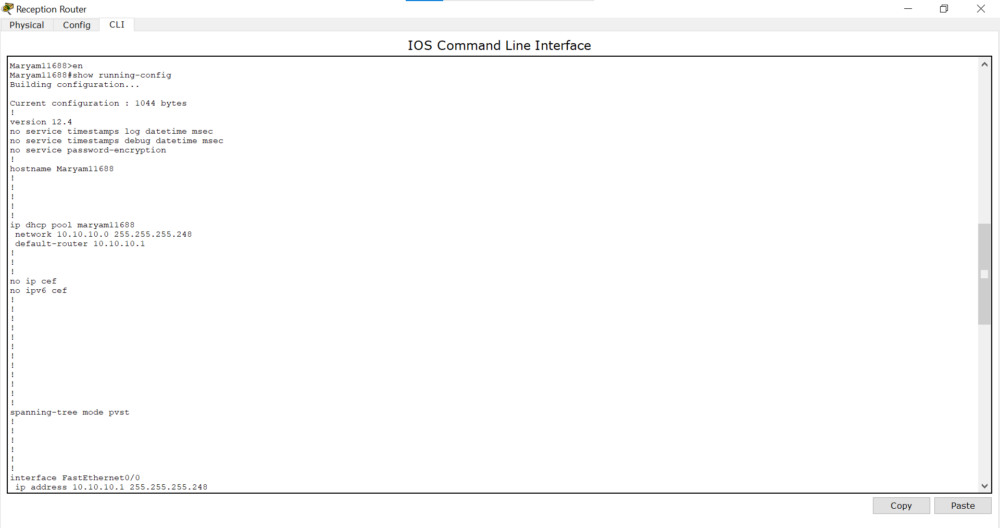 Reception Router
Physical Config CLI
IOS Command Line Interface
Maryam11688>en
Maryam11688#show running-config
Building configuration...
Current configuration : 1044 bytes
!
version 12.4
no service timestamps log datetime msec
no service timestamps debug datetime msec
no service password-encryption
!
hostname Maryam11688
!
!
!
!
!
ip dhcp pool maryam11688
network 10.10.10.0 255.255.255.248
default-router 10.10.10.1
!
!
!
no ip cef
no ipv6 cef
!
!
!
!
!
!
!
!
!
!
!
!
spanning-tree mode pvst
!
!
!
!
!
!
interface FastEthernet0/0
ip address 10.10.10.1 255.255.255.248
Copy Paste